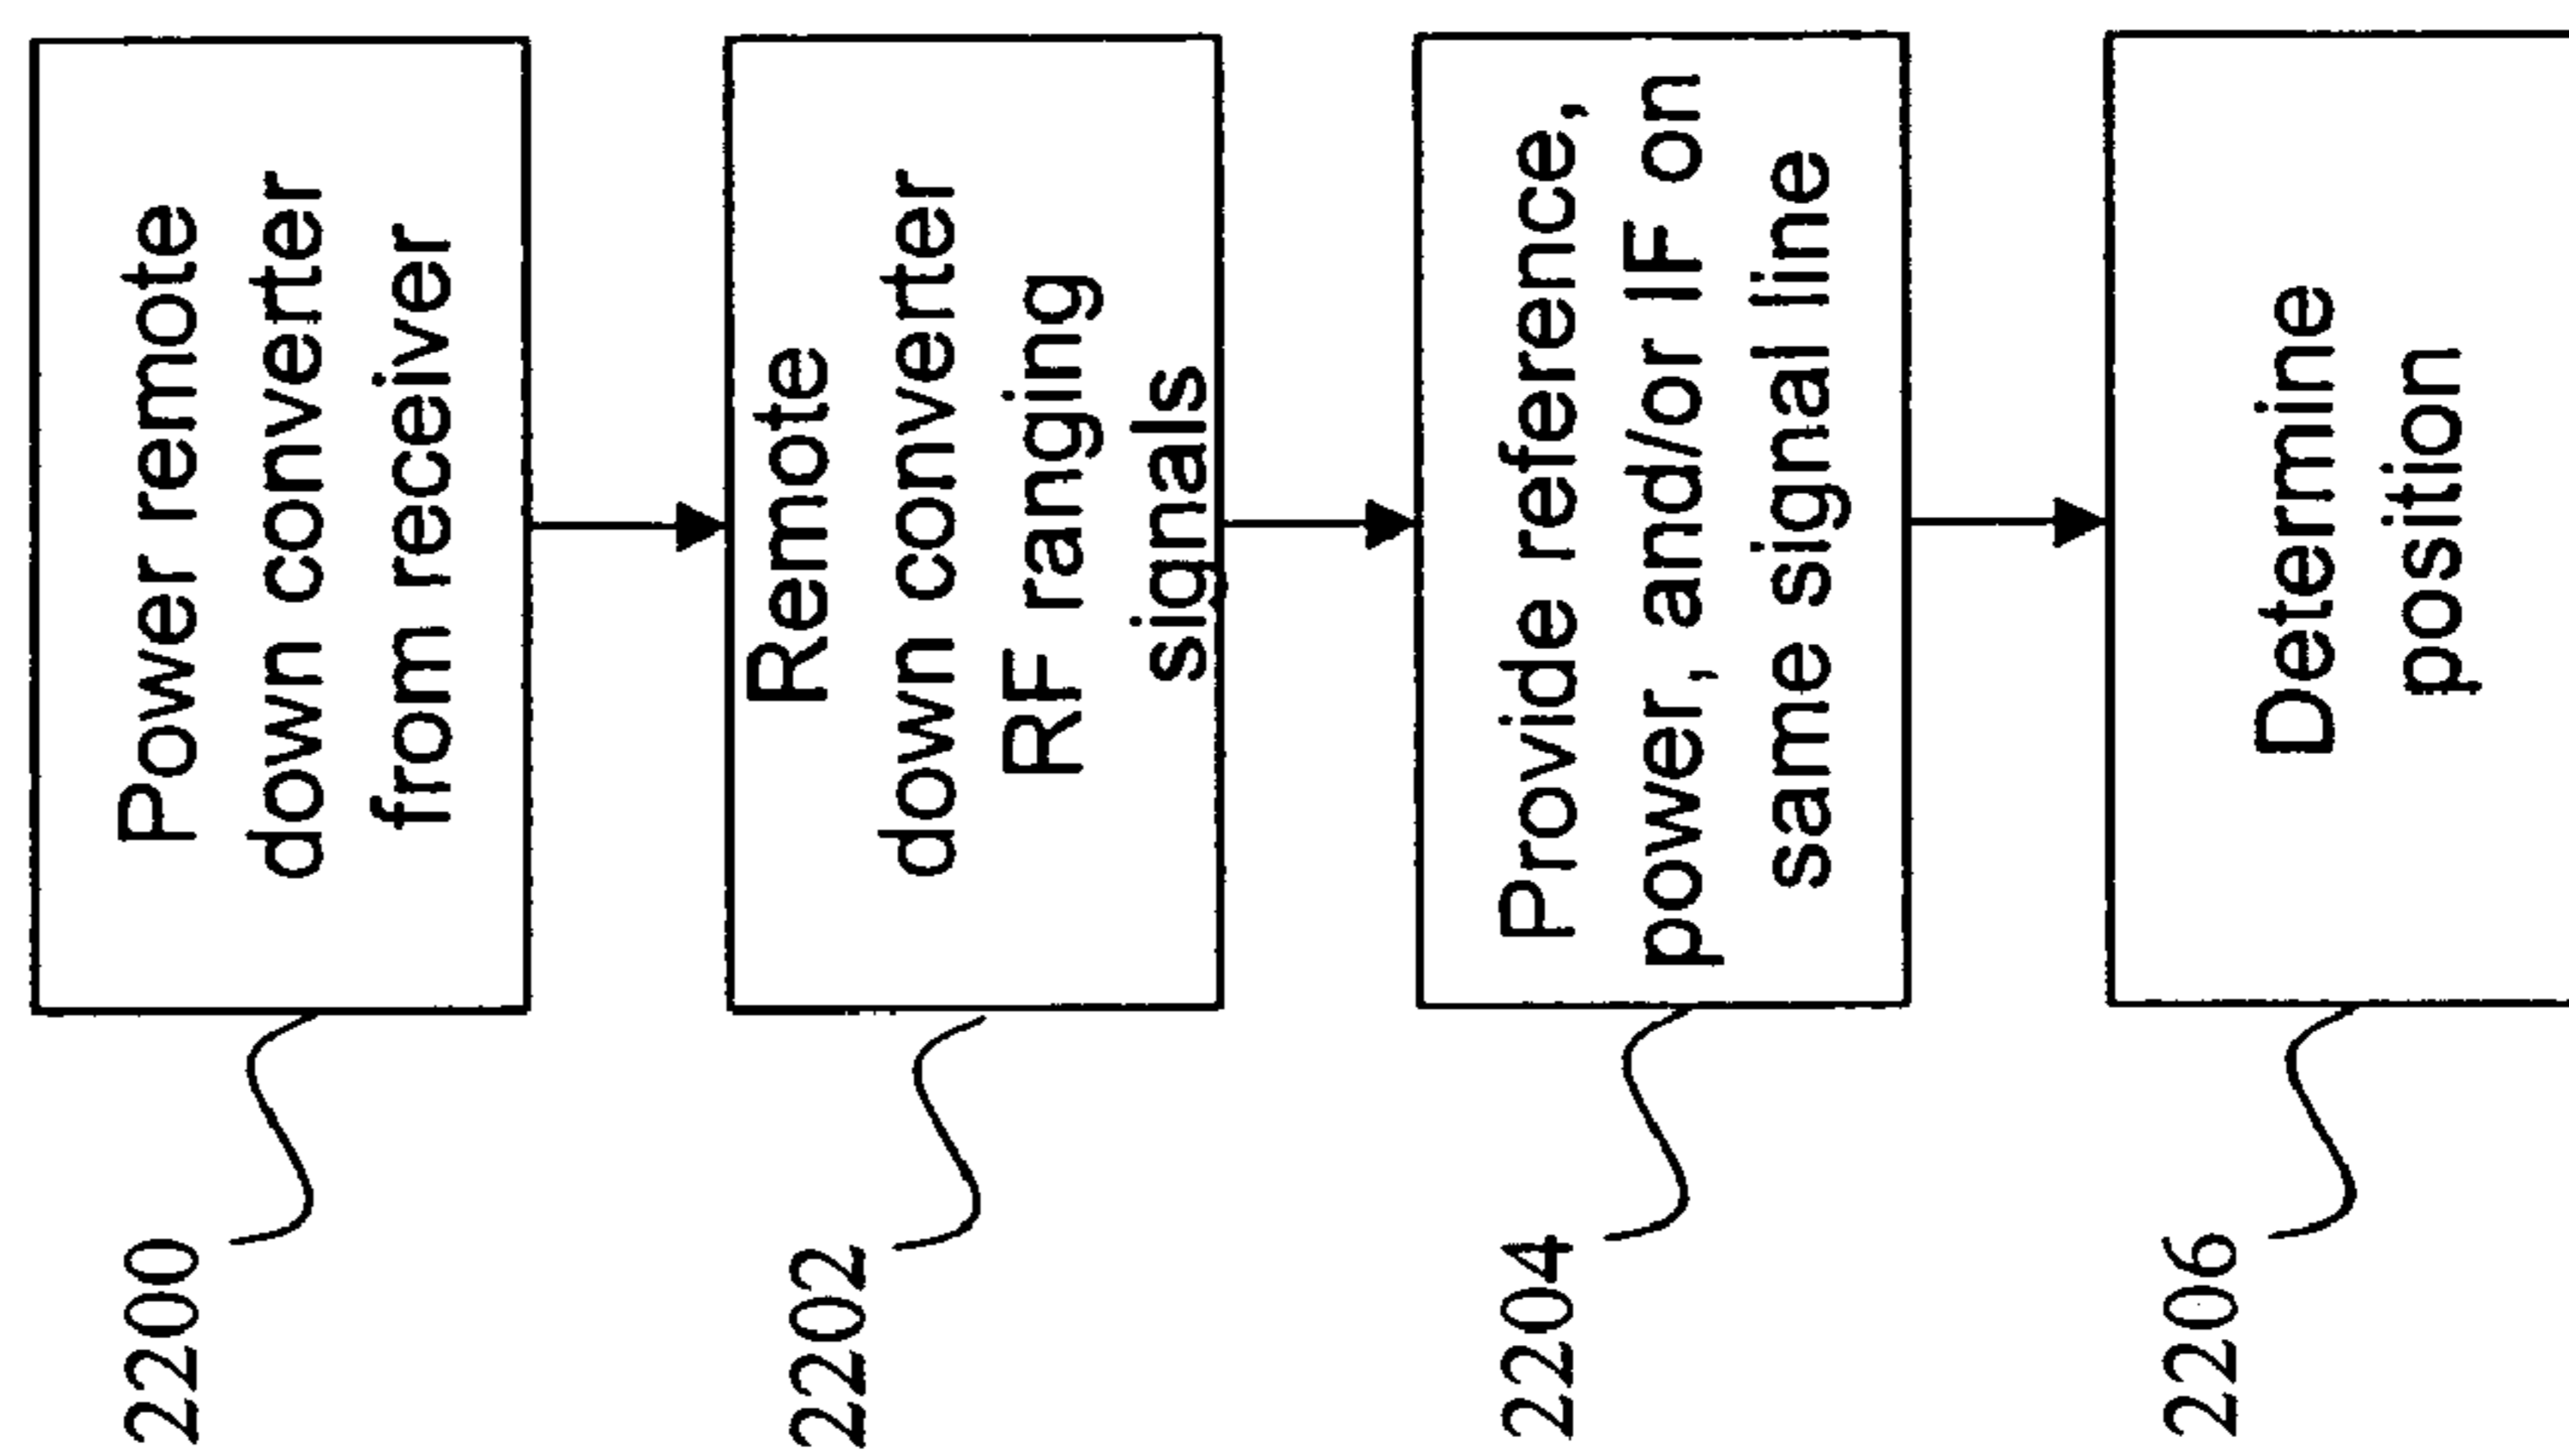 2200
Power remote
down converter
from receiver
2202
Remote
down converter
RF ranging
signals
2204
Provide reference,
power, and/or IF on
same signal line
2206
Determine
position